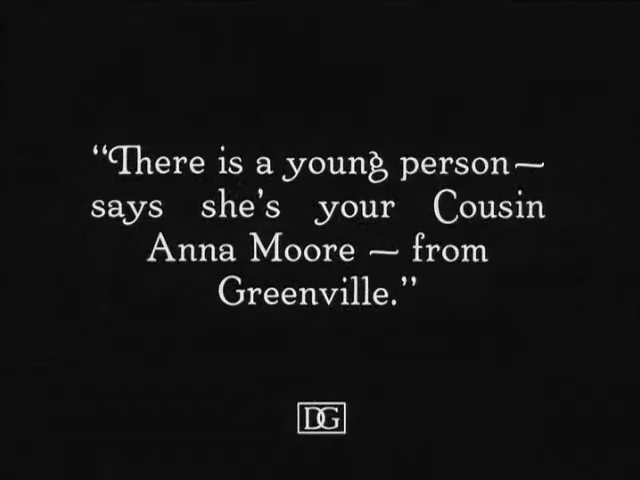 “There is a young person—
says she's your Cousin
Anna Moore — from
Greenville.”
DG